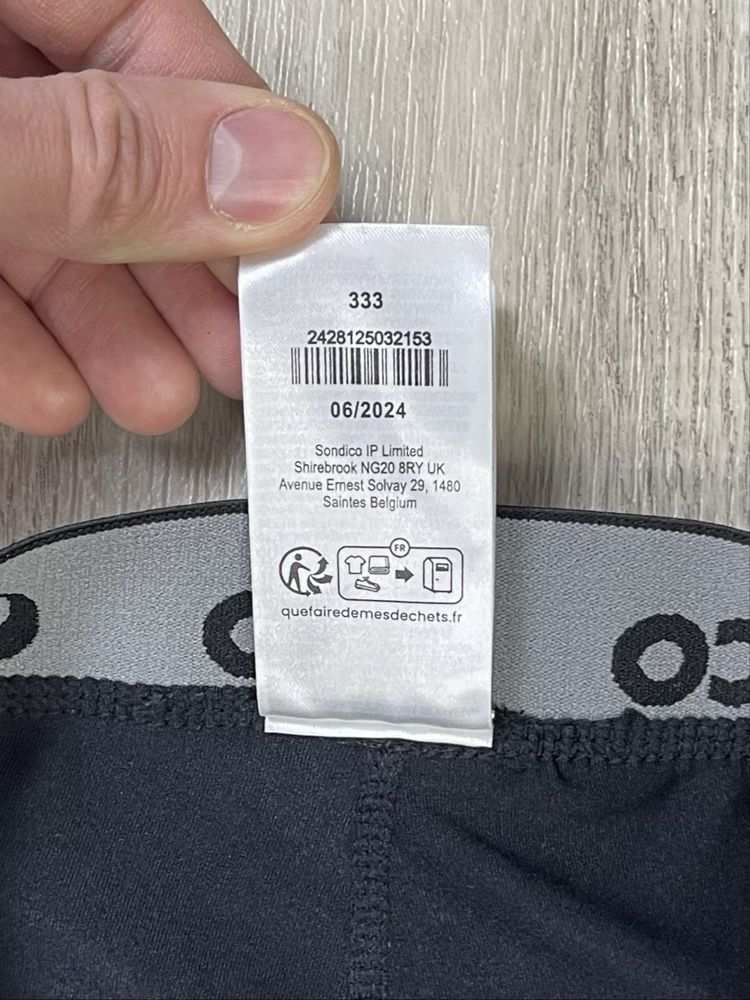 333
2428125032153
06/2024
Sondico IP Limited
Shirebrook NG20 8RY UK
Avenue Ernest Solvay 29, 1480
Saintes Belgium
FR
quefairedemesdechets.fr
CO